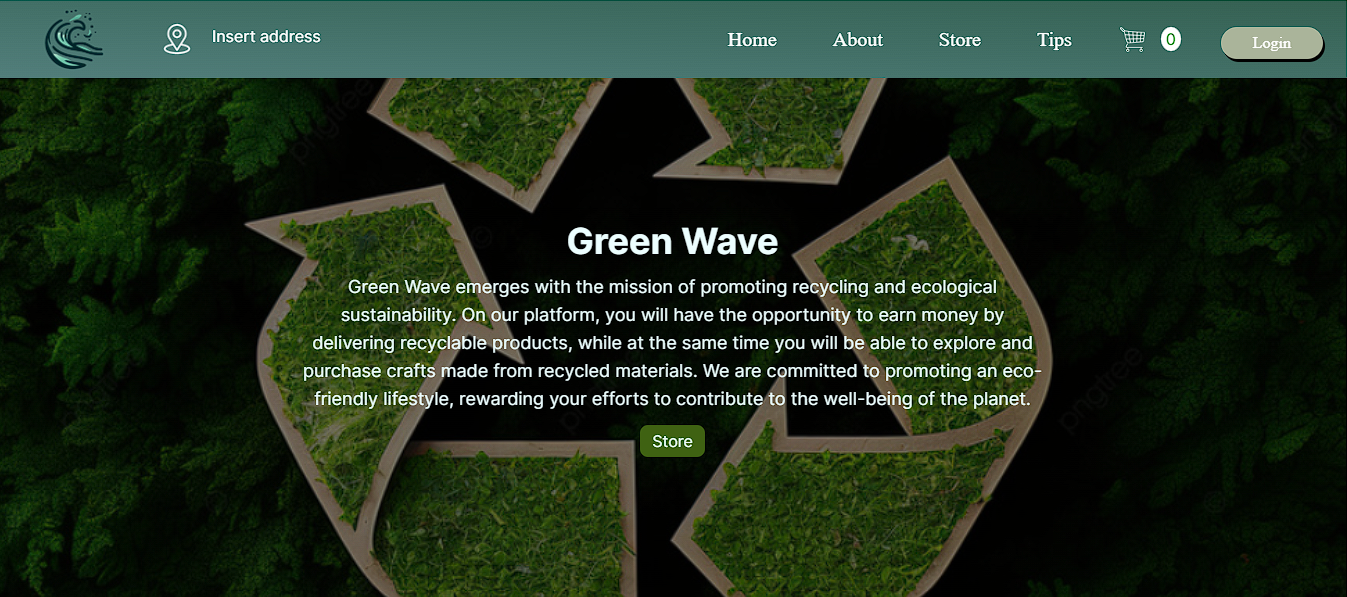 Insert address
Home About Store Tips 0 Login
Green Wave
Green Wave emerges with the mission of promoting recycling and ecological
sustainability. On our platform, you will have the opportunity to earn money by
delivering recyclable products, while at the same time you will be able to explore and
purchase crafts made from recycled materials. We are committed to promoting an eco-
friendly lifestyle, rewarding your efforts to contribute to the well-being of the planet.
Store
pngtree
pngtree